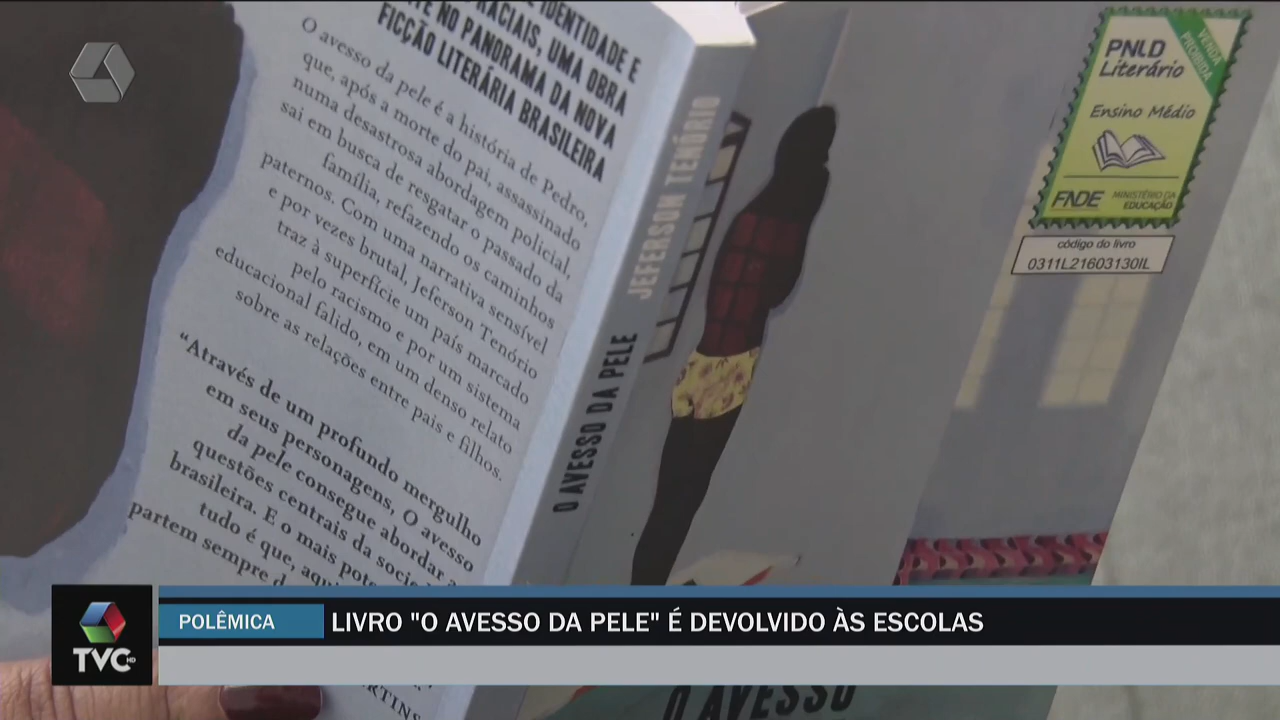 IDENTIDADE E
RACIAIS, UMA OBRA
NO PANORAMA DA NOVA
FICÇÃO LITERÁRIA BRASILEIRA
O avesso da pele é a história de Pedro,
que, após a morte do pai, assassinado
numa desastrosa abordagem policial,
sai em busca de resgatar o passado da
família, refazendo os caminhos
paternos. Com uma narrativa sensível
e por vezes brutal, Jeferson Tenório
traz à superfície um país marcado
pelo racismo e por um sistema
educacional falido, em um denso relato
sobre as relações entre pais e filhos.
"Através de um profundo mergulho
em seus personagens, O avesso
da pele consegue abordar a
questões centrais da socie
brasileira. E o mais pote
tudo é que, aqui
partem sempre d
JEFERSON TENÓRIO
O AVESSO DA PELE
VENDA
PROIBIDA
PNLD
Literário
Ensino Médio
FNDE
MINISTÉRIO DA
EDUCAÇÃO
código do livro
0311L21603130IL
TVC HD
POLÊMICA
LIVRO "O AVESSO DA PELE" É DEVOLVIDO ÀS ESCOLAS
O AVESSO